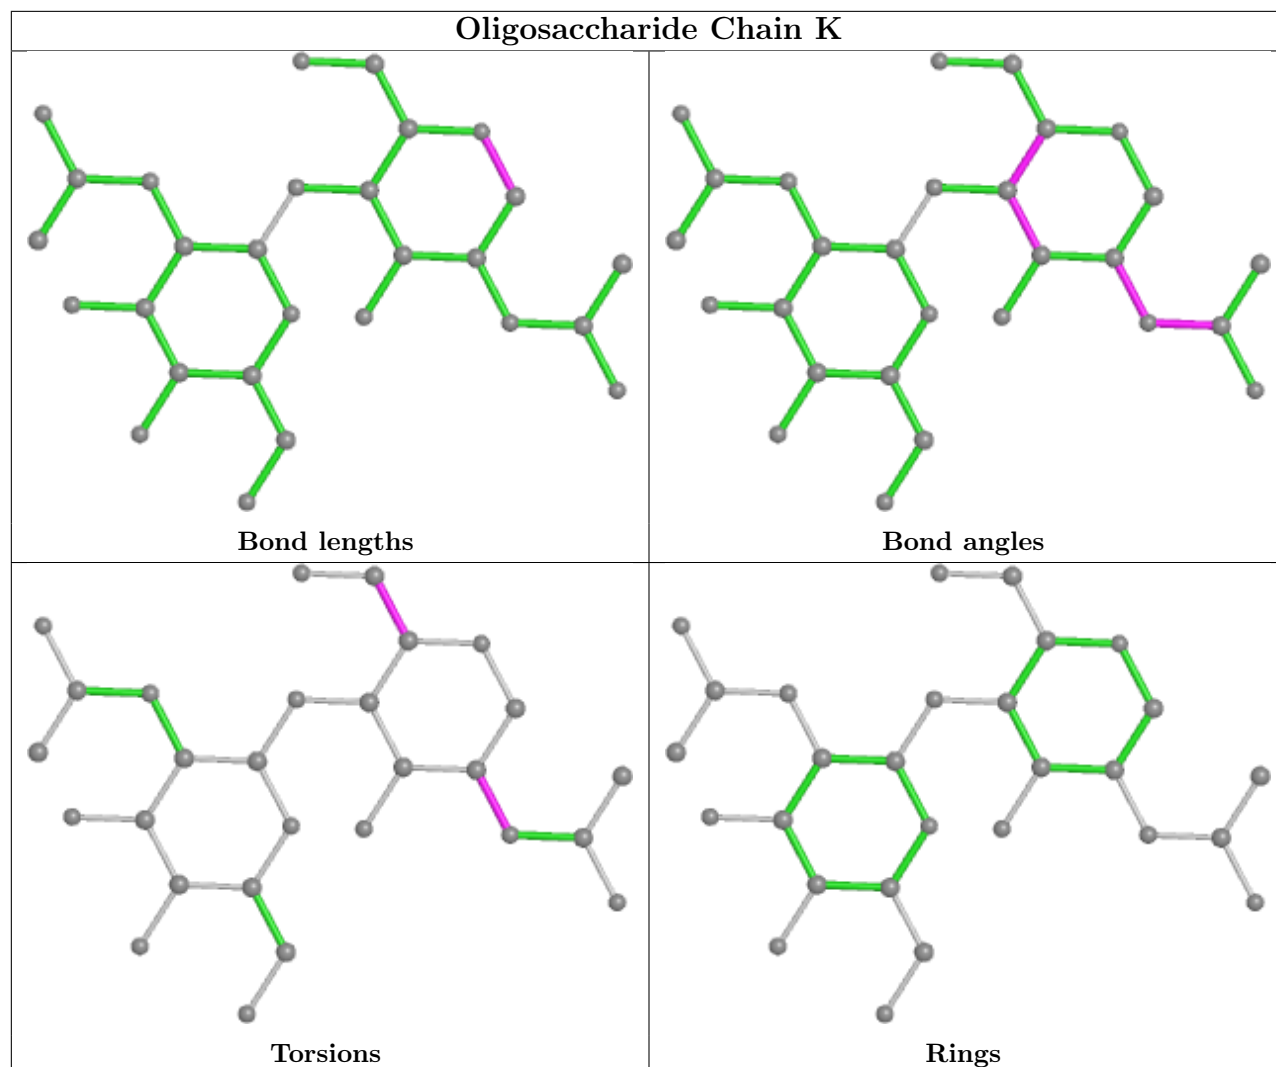 Oligosaccharide Chain K
Bond lengths
Bond angles
Torsions
Rings